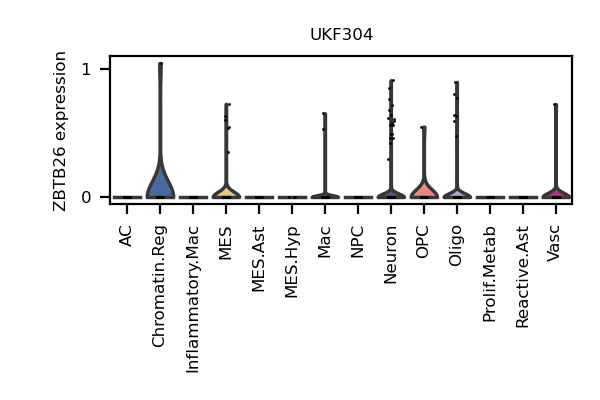 UKF304
ZBTB26 expression
1
0
AC
Chromatin.Reg
Inflammatory.Mac
MES
MES.Ast
MES.Hyp
Mac
NPC
Neuron
OPC
Oligo
Prolif.Metab
Reactive.Ast
Vasc